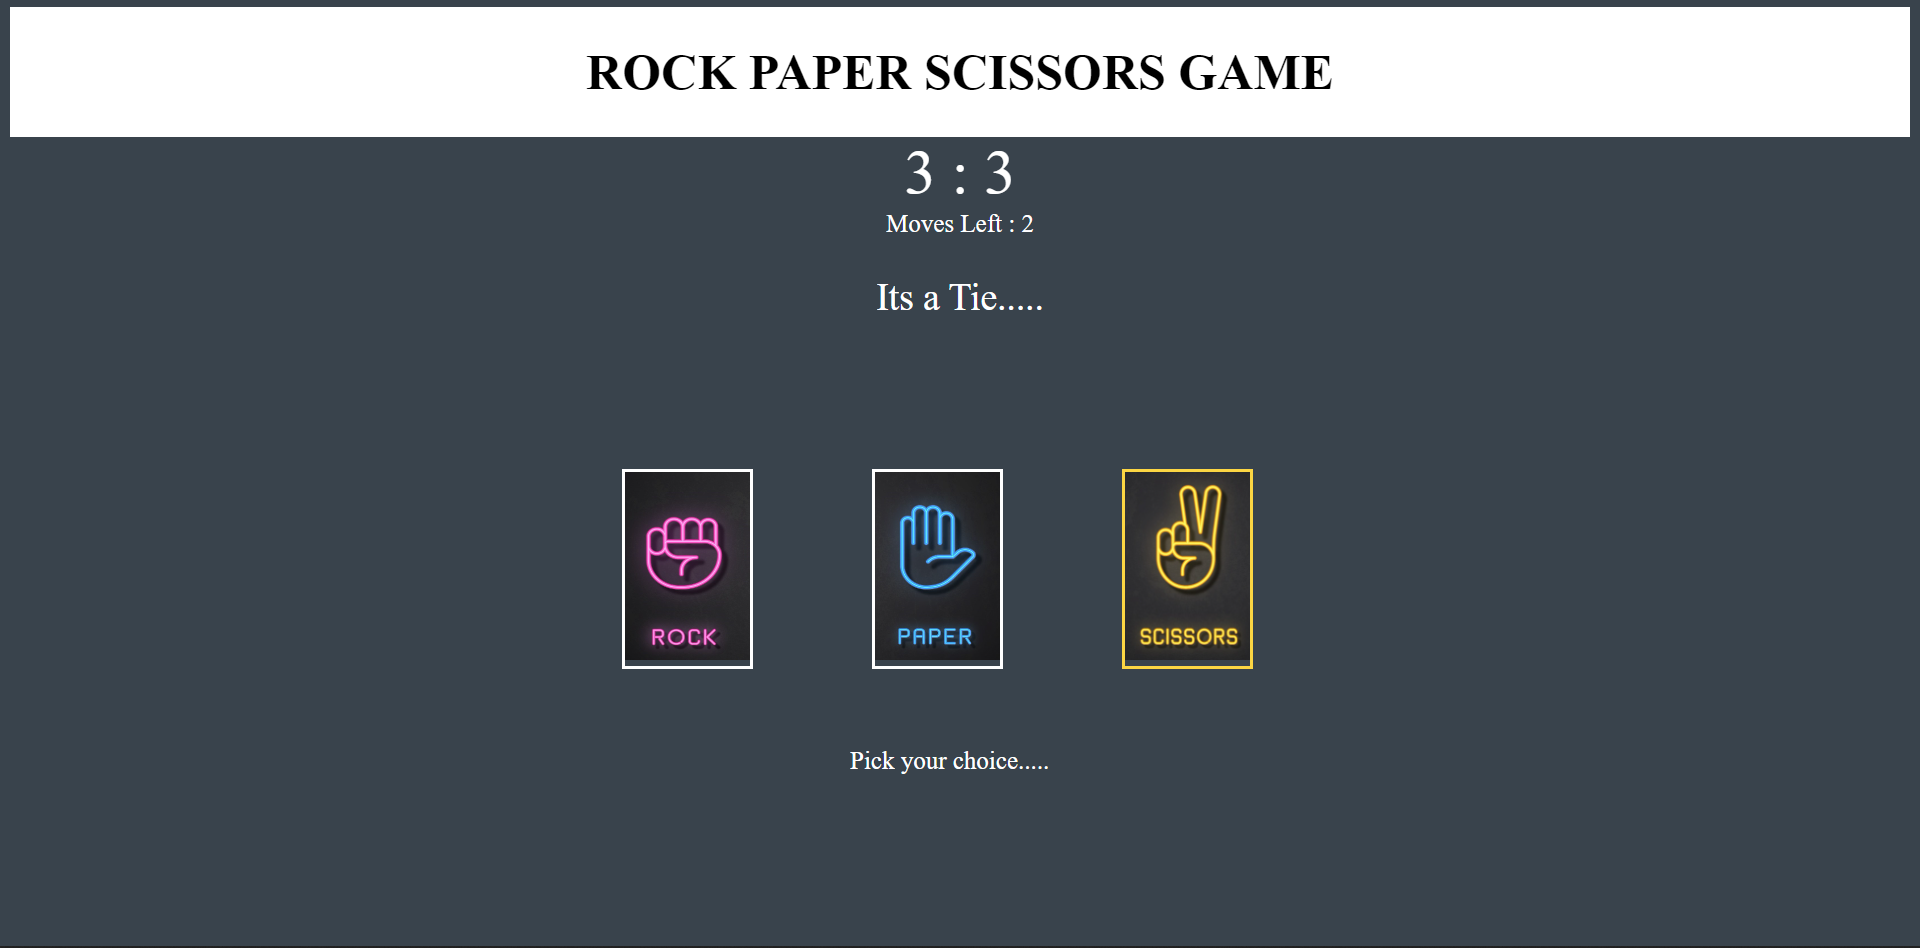 ROCK PAPER SCISSORS GAME
3 : 3
Moves Left : 2
Its a Tie.....
ROCK PAPER SCISSORS
Pick your choice.....